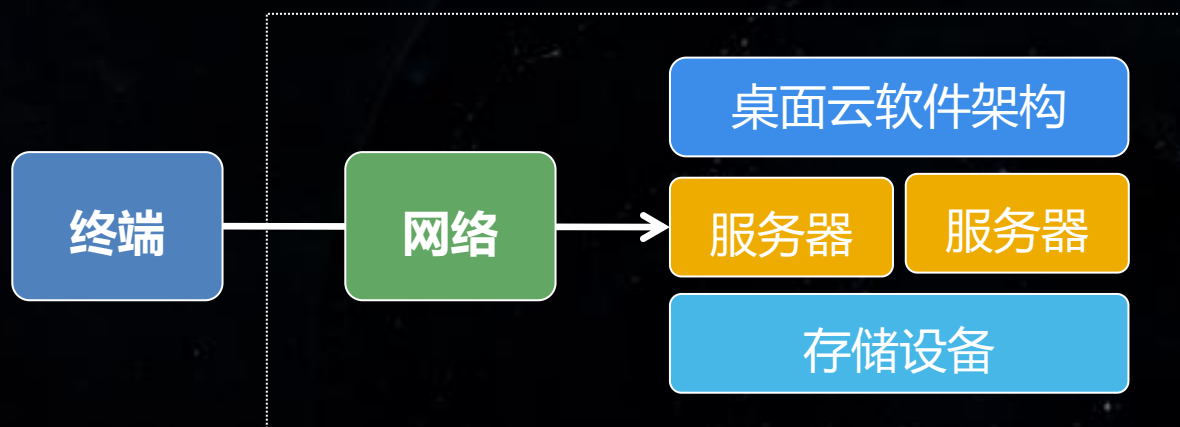 桌面云软件架构
终端
网络
服务器
服务器
存储设备